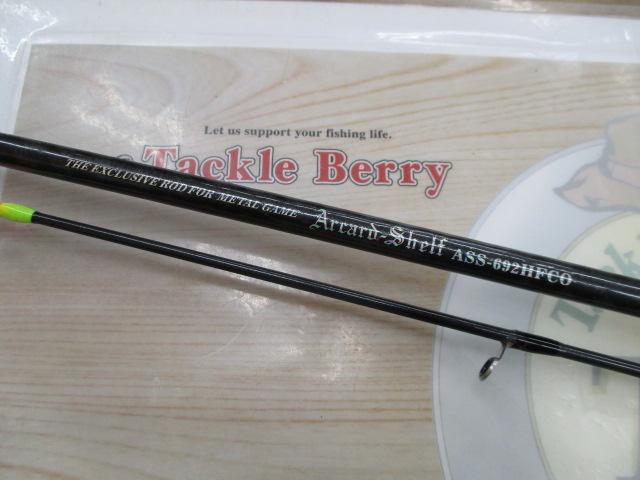 Let us support your fishing life.
Tackle Berry
THE EXCLUSIVE ROD FOR METAL GAME Arcard-Shelf ASS-692HFCO